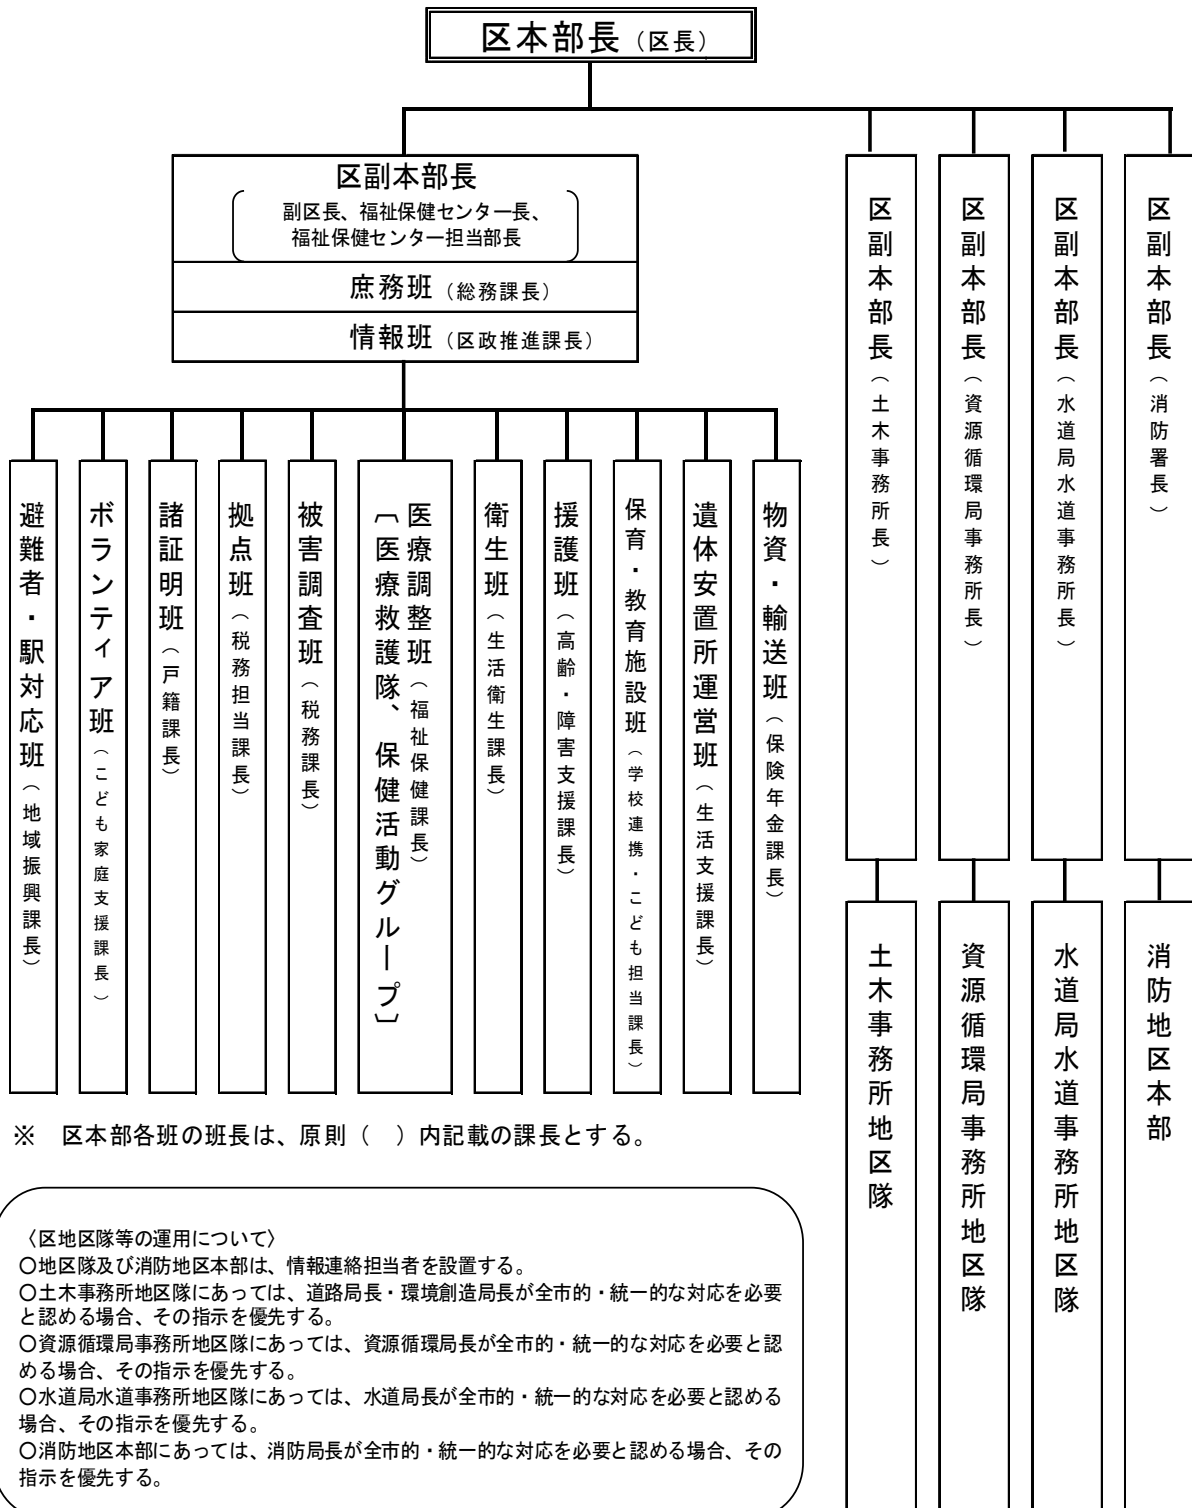 区本部長（区長）
区副本部長
副区長、福祉保健センター長、
福祉保健センター担当部長
庶務班（総務課長）
情報班（区政推進課長）
区副本部長（土木事務所長）
区副本部長（資源循環局事務所長）
区副本部長（水道局水道事務所長）
区副本部長（消防署長）
避難者・駅対応班（地域振興課長）
ボランティア班（こども家庭支援課長）
諸証明班（戸籍課長）
拠点班（税務担当課長）
被害調査班（税務課長）
医療調整班（福祉保健課長）
〔医療救護隊、保健活動グループ〕
衛生班（生活衛生課長）
援護班（高齢・障害支援課長）
保育・教育施設班（学校連携・こども担当課長）
遺体安置所運営班（生活支援課長）
物資・輸送班（保険年金課長）
土木事務所地区隊
資源循環局事務所地区隊
水道局水道事務所地区隊
消防地区本部
※　区本部各班の班長は、原則（　）内記載の課長とする。
〈区地区隊等の運用について〉
○地区隊及び消防地区本部は、情報連絡担当者を設置する。
○土木事務所地区隊にあっては、道路局長・環境創造局長が全市的・統一的な対応を必要
と認める場合、その指示を優先する。
○資源循環局事務所地区隊にあっては、資源循環局長が全市的・統一的な対応を必要と認
める場合、その指示を優先する。
○水道局水道事務所地区隊にあっては、水道局長が全市的・統一的な対応を必要と認める
場合、その指示を優先する。
○消防地区本部にあっては、消防局長が全市的・統一的な対応を必要と認める場合、その
指示を優先する。